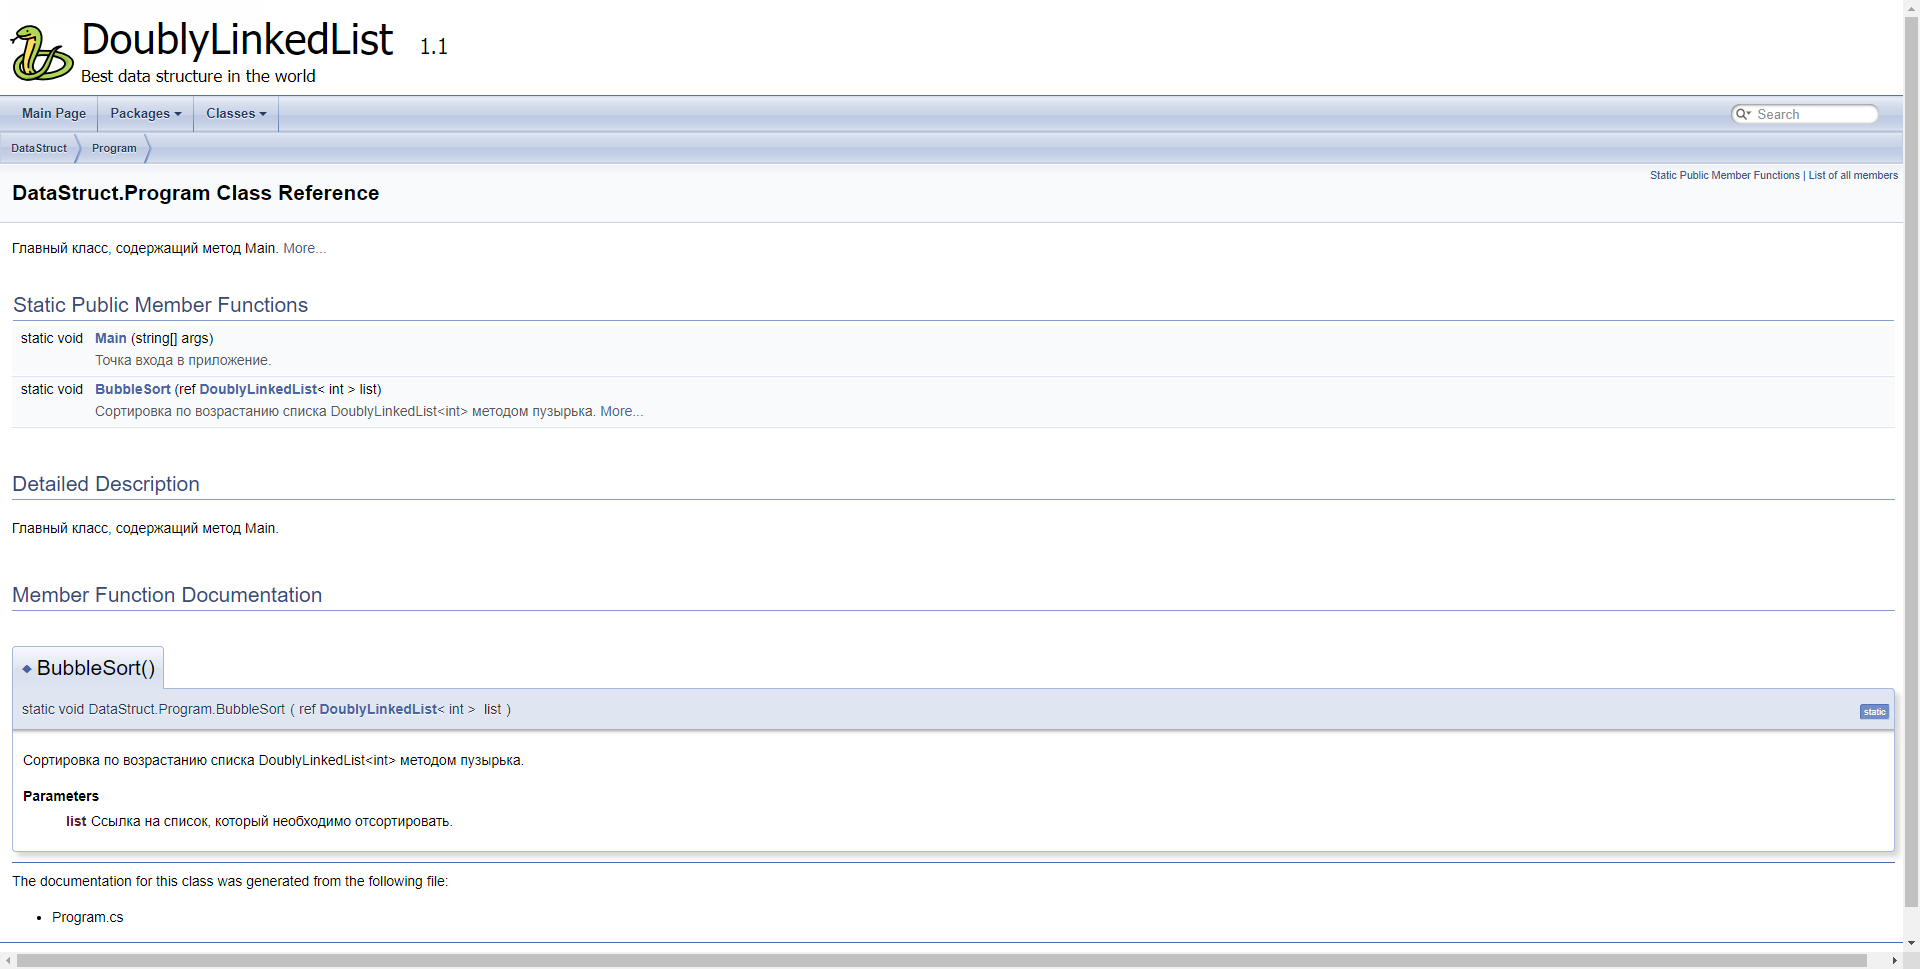 DoublyLinkedList 1.1
Best data structure in the world
Main Page Packages Classes Search
DataStruct Program
Static Public Member Functions | List of all members
DataStruct.Program Class Reference
Главный класс, содержащий метод Main. More...
Static Public Member Functions
static void Main (string[] args)
Точка входа в приложение.
static void BubbleSort (ref DoublyLinkedList< int > list)
Сортировка по возрастанию списка DoublyLinkedList<int> методом пузырька. More...
Detailed Description
Главный класс, содержащий метод Main.
Member Function Documentation
◆ BubbleSort()
static void DataStruct.Program.BubbleSort ( ref DoublyLinkedList< int > list ) static
Сортировка по возрастанию списка DoublyLinkedList<int> методом пузырька.
Parameters
list Ссылка на список, который необходимо отсортировать.
The documentation for this class was generated from the following file:
• Program.cs